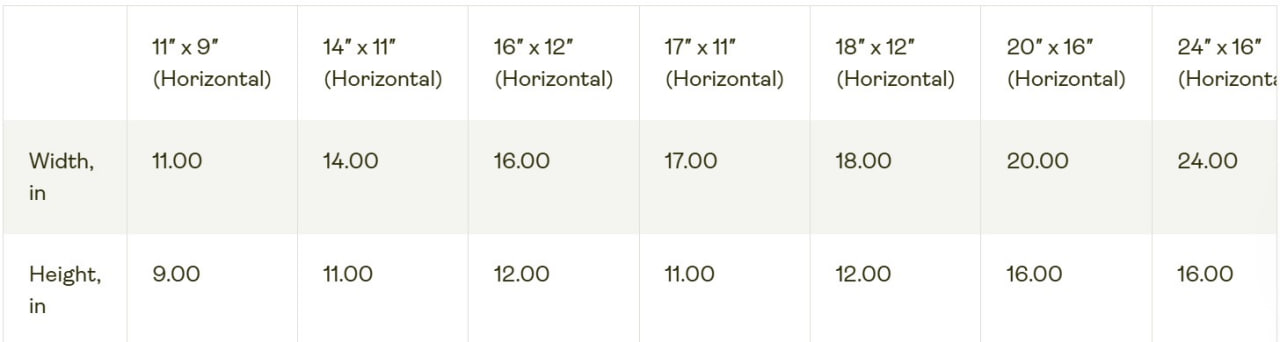 11″ x 9″ 14″ x 11″ 16″ x 12″ 17″ x 11″ 18″ x 12″ 20″ x 16″ 24″ x 16″
(Horizontal) (Horizontal) (Horizontal) (Horizontal) (Horizontal) (Horizontal)
Width, 11.00 14.00 16.00 17.00 18.00 20.00 24.00
in
Height, 9.00 11.00 12.00 11.00 12.00 16.00 16.00
in